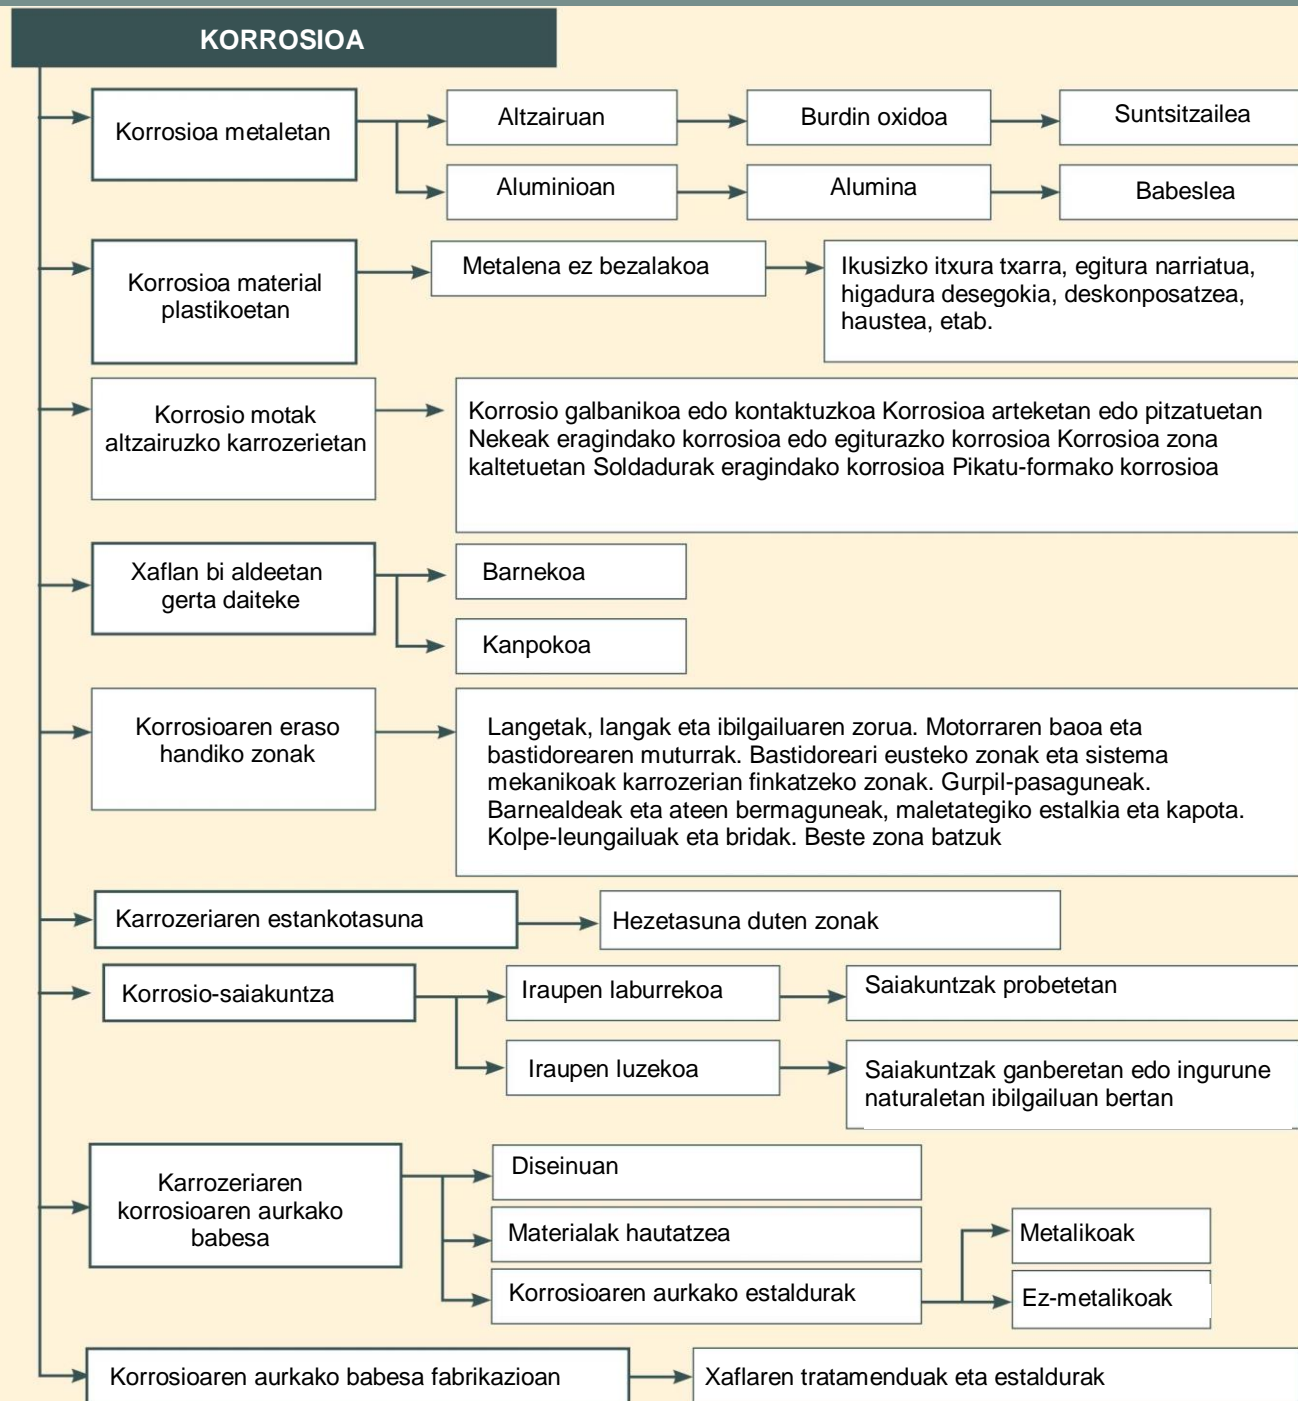 KORROSIOA
Korrosioa metaletan
Altzairuan
Burdin oxidoa
Suntsitzailea
Aluminioan
Alumina
Babeslea
Korrosioa material
plastikoetan
Metalena ez bezalakoa
Ikusizko itxura txarra, egitura narriatua,
higadura desegokia, deskonposatzea,
haustea, etab.
Korrosio motak
altzairuzko karrozerietan
Korrosio galbanikoa edo kontaktuzkoa Korrosioa arteketan edo pitzatuetan
Nekeak eragindako korrosioa edo egiturazko korrosioa Korrosioa zona
kaltetuetan Soldadurak eragindako korrosioa Pikatu-formako korrosioa
Xaflan bi aldeetan
gerta daiteke
Barnekoa
Kanpokoa
Korrosioaren eraso
handiko zonak
Langetak, langak eta ibilgailuaren zorua. Motorraren baoa eta
bastidorearen muturrak. Bastidoreari eusteko zonak eta sistema
mekanikoak karrozerian finkatzeko zonak. Gurpil-pasaguneak.
Barnealdeak eta ateen bermaguneak, maletategiko estalkia eta kapota.
Kolpe-leungailuak eta bridak. Beste zona batzuk
Karrozeriaren estankotasuna
Hezetasuna duten zonak
Korrosio-saiakuntza
Iraupen laburrekoa
Saiakuntzak probetetan
Iraupen luzekoa
Saiakuntzak ganberetan edo ingurune
naturaletan ibilgailuan bertan
Karrozeriaren
korrosioaren aurkako
babesa
Diseinuan
Materialak hautatzea
Korrosioaren aurkako estaldurak
Metalikoak
Ez-metalikoak
Korrosioaren aurkako babesa fabrikazioan
Xaflaren tratamenduak eta estaldurak